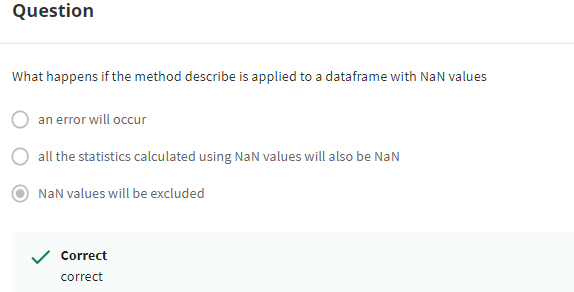 Question
What happens if the method describe is applied to a dataframe with NaN values
an error will occur
all the statistics calculated using NaN values will also be NaN
NaN values will be excluded
Correct
correct